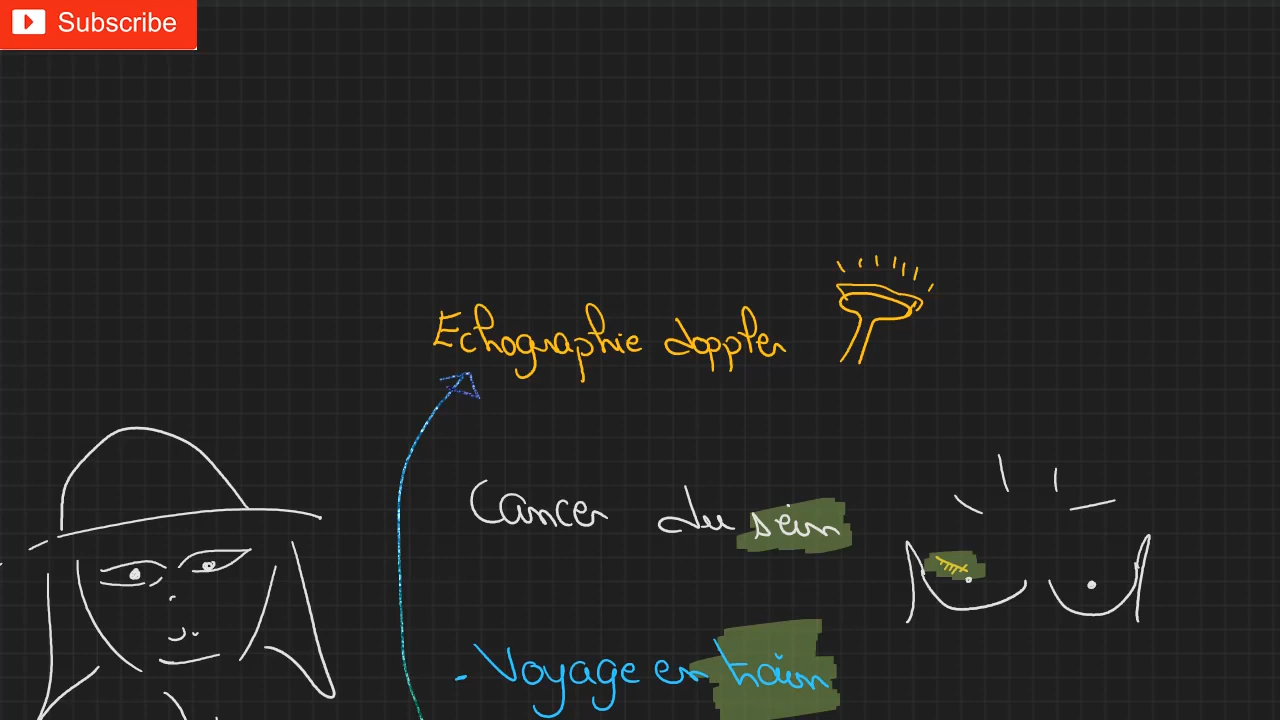 Subscribe
Echographie doppler
Cancer du sein
- Voyage en train